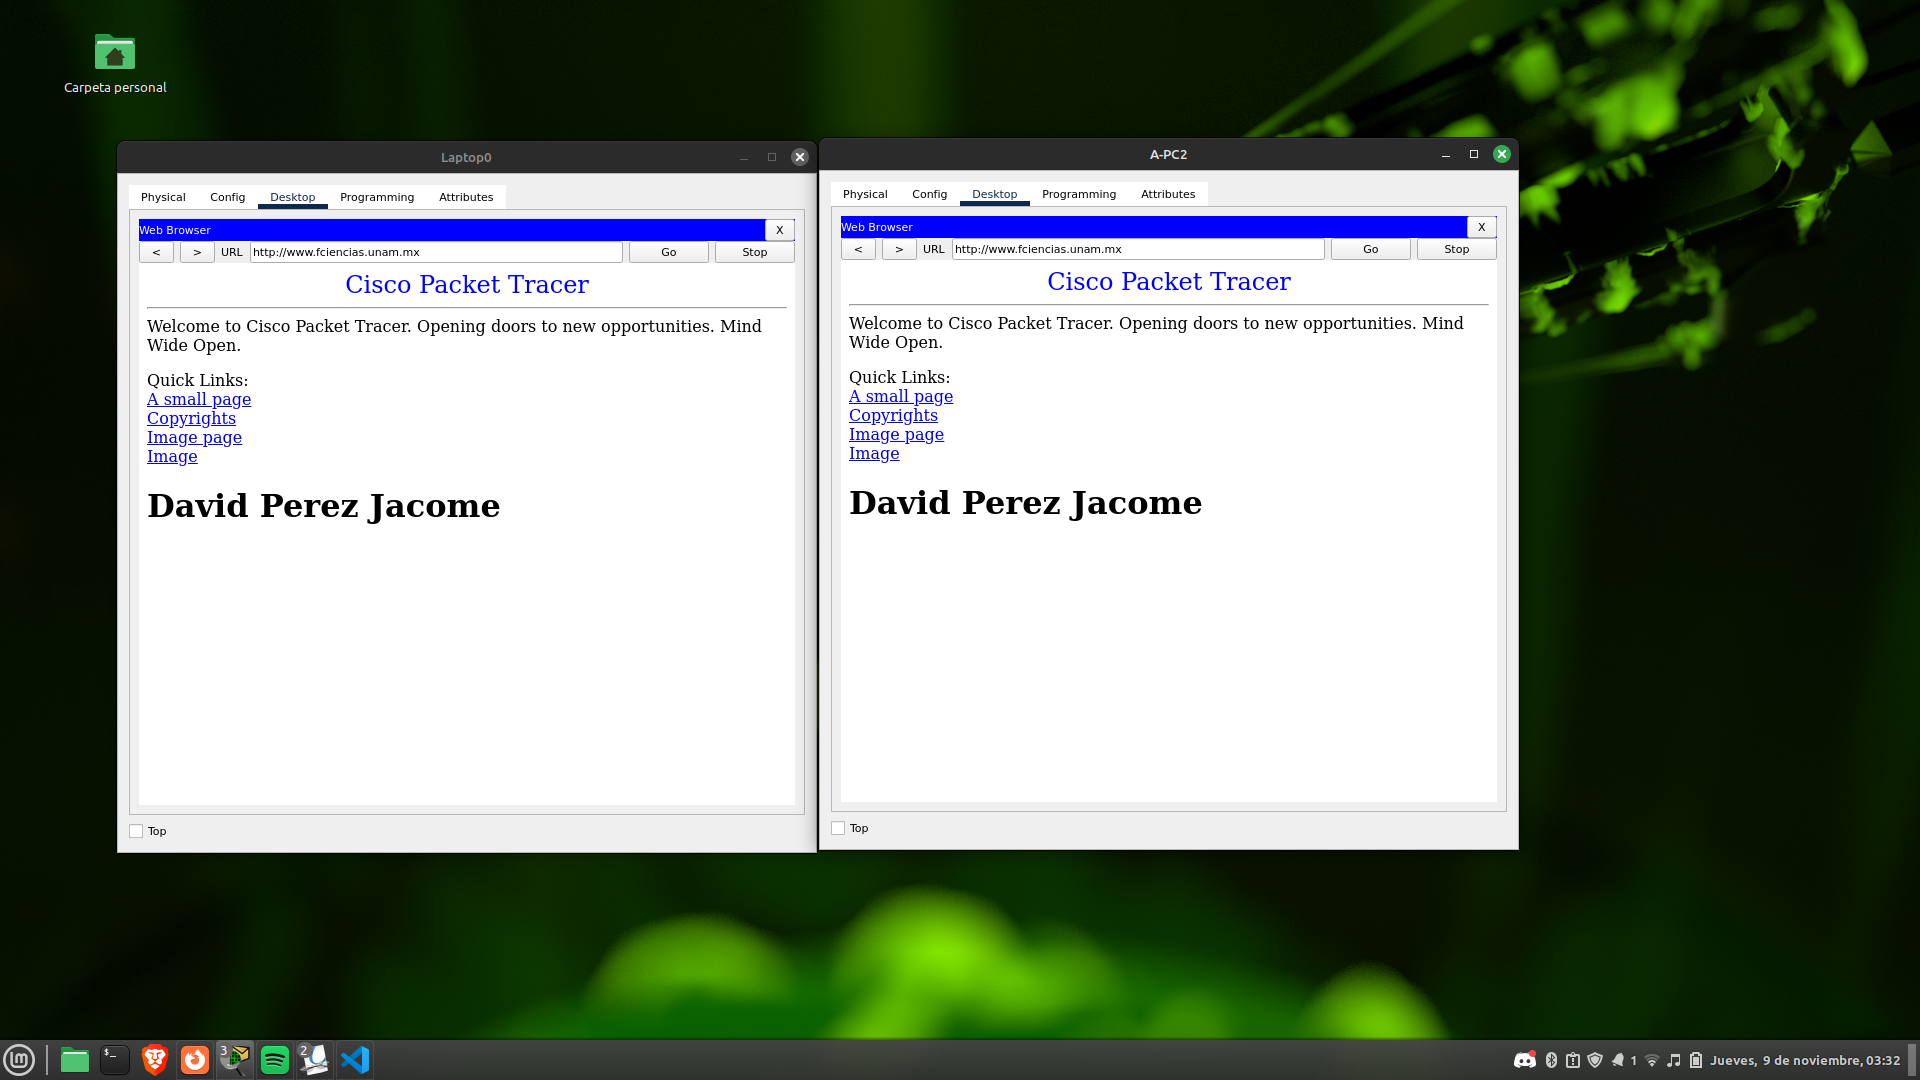 Carpeta personal
Laptop0
Physical Config Desktop Programming Attributes
Web Browser X
< > URL http://www.fciencias.unam.mx Go Stop
Cisco Packet Tracer
Welcome to Cisco Packet Tracer. Opening doors to new opportunities. Mind
Wide Open.
Quick Links:
A small page
Copyrights
Image page
Image
David Perez Jacome
Top
A-PC2
Physical Config Desktop Programming Attributes
Web Browser X
< > URL http://www.fciencias.unam.mx Go Stop
Cisco Packet Tracer
Welcome to Cisco Packet Tracer. Opening doors to new opportunities. Mind
Wide Open.
Quick Links:
A small page
Copyrights
Image page
Image
David Perez Jacome
Top
$_ 3 2 1 Jueves, 9 de noviembre, 03:32